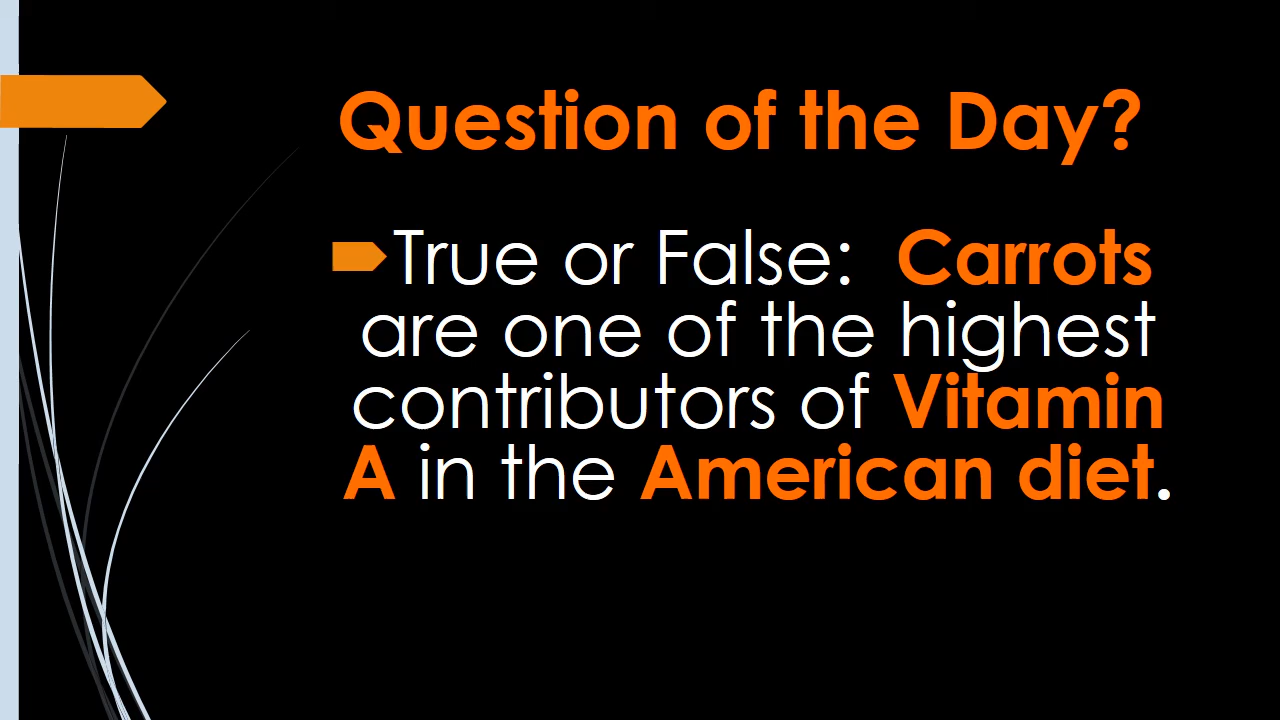 Question of the Day?
True or False:  Carrots
are one of the highest
contributors of Vitamin
A in the American diet.